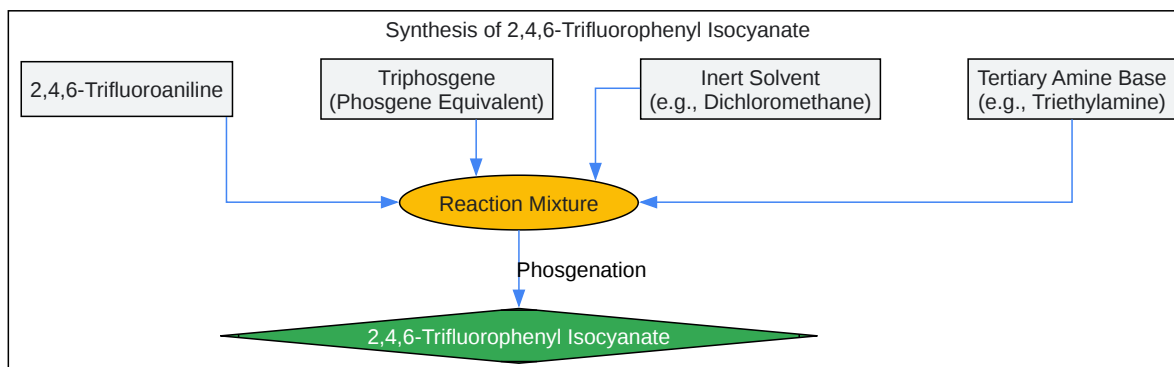 Synthesis of 2,4,6-Trifluorophenyl Isocyanate
2,4,6-Trifluoroaniline
Triphosgene
(Phosgene Equivalent)
Inert Solvent
(e.g., Dichloromethane)
Tertiary Amine Base
(e.g., Triethylamine)
Reaction Mixture
Phosgenation
2,4,6-Trifluorophenyl Isocyanate